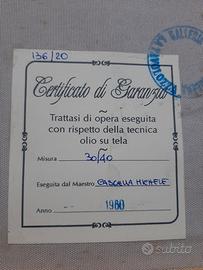 136/20
Certificato di Garanzia
Trattasi di opera eseguita
con rispetto della tecnica
olio su tela
Misura 30/40
Eseguita dal Maestro CASCELLA MICHELE
Anno 1980
subito